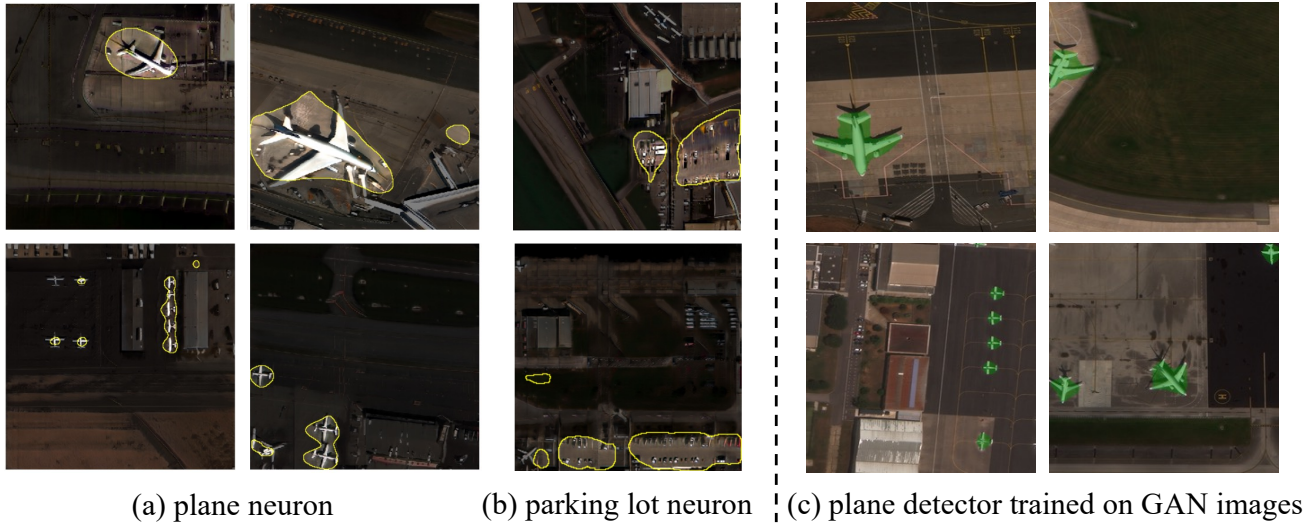 (a) plane neuron
(b) parking lot neuron
(c) plane detector trained on GAN images